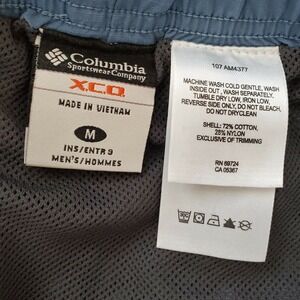 Columbia
Sportswear Company
X.C.O.
MADE IN VIETNAM
M
INS/ENTR 9
MEN'S/HOMMES
107 AM4377
MACHINE WASH COLD GENTLE, WASH
INSIDE OUT, WASH SEPARATELY,
TUMBLE DRY LOW, IRON LOW,
REVERSE SIDE ONLY, DO NOT BLEACH,
DO NOT DRYCLEAN
SHELL: 72% COTTON,
28% NYLON
EXCLUSIVE OF TRIMMING
RN 69724
CA 05367